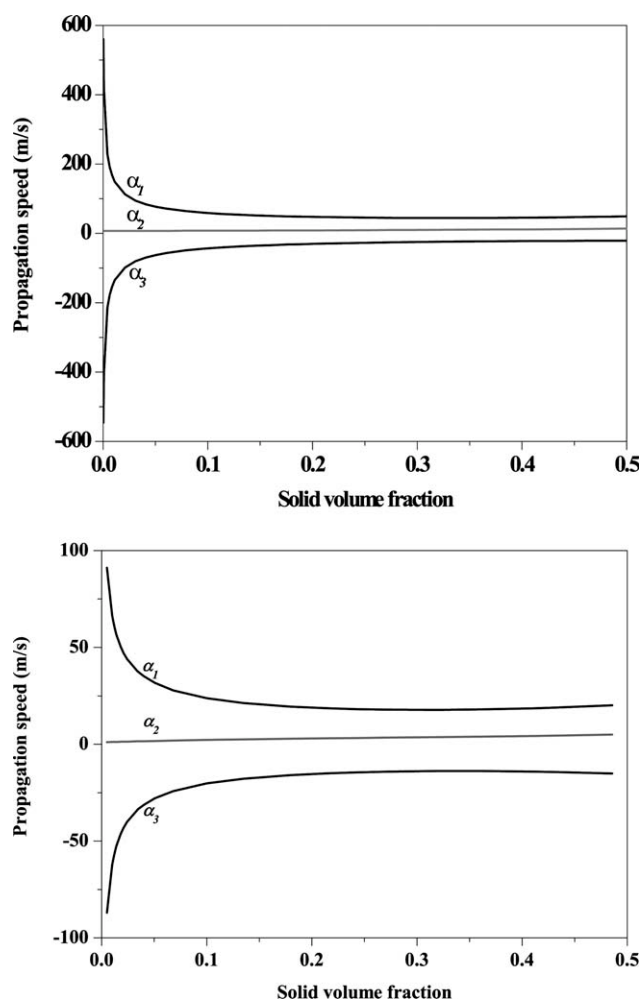 600
400
200
0
-200
-400
-600
Propagation speed (m/s)
α1
α2
α3
0.0 0.1 0.2 0.3 0.4 0.5
Solid volume fraction
100
50
0
-50
-100
Propagation speed (m/s)
α1
α2
α3
0.0 0.1 0.2 0.3 0.4 0.5
Solid volume fraction